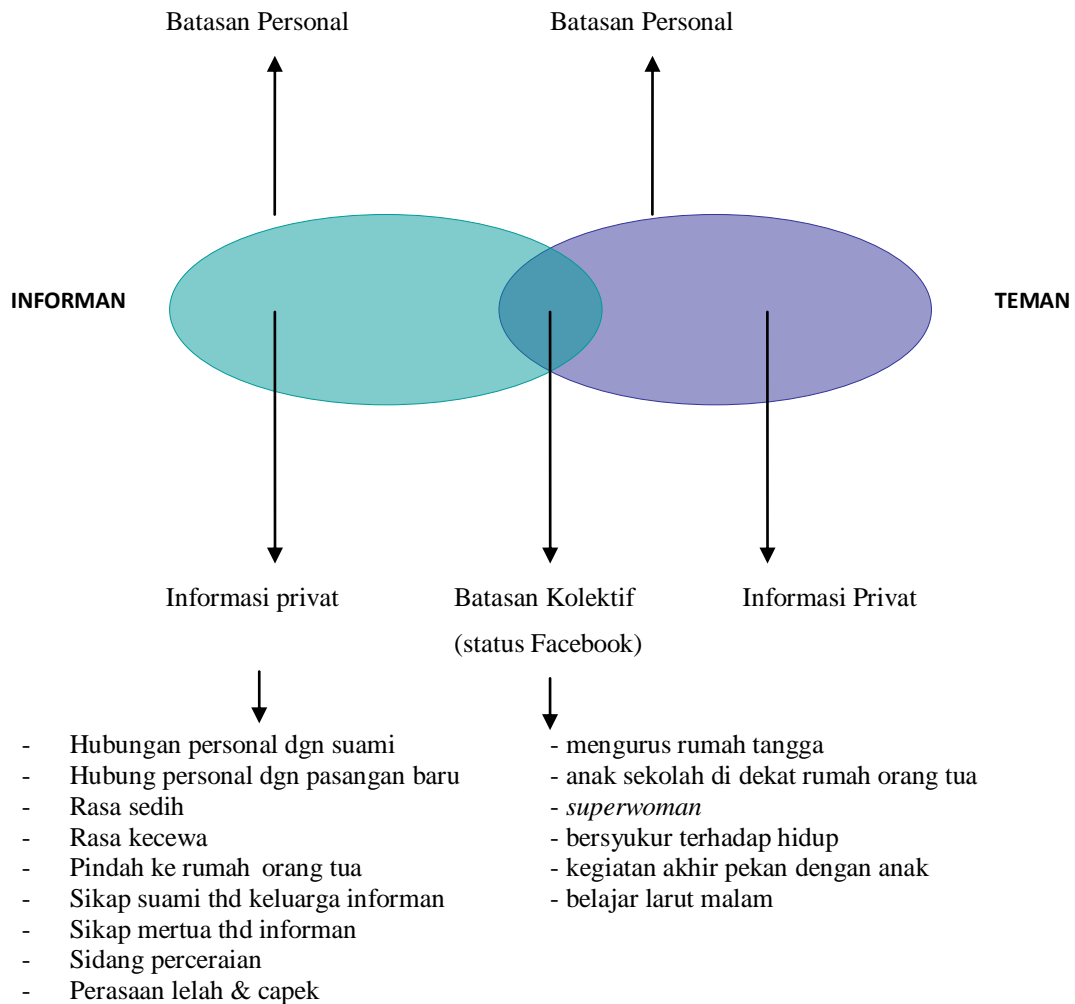 Batasan Personal
Batasan Personal
INFORMAN
TEMAN
Informasi privat
Batasan Kolektif
(status Facebook)
Informasi Privat
- Hubungan personal dgn suami
- Hubung personal dgn pasangan baru
- Rasa sedih
- Rasa kecewa
- Pindah ke rumah orang tua
- Sikap suami thd keluarga informan
- Sikap mertua thd informan
- Sidang perceraian
- Perasaan lelah & capek
- mengurus rumah tangga
- anak sekolah di dekat rumah orang tua
- superwoman
- bersyukur terhadap hidup
- kegiatan akhir pekan dengan anak
- belajar larut malam